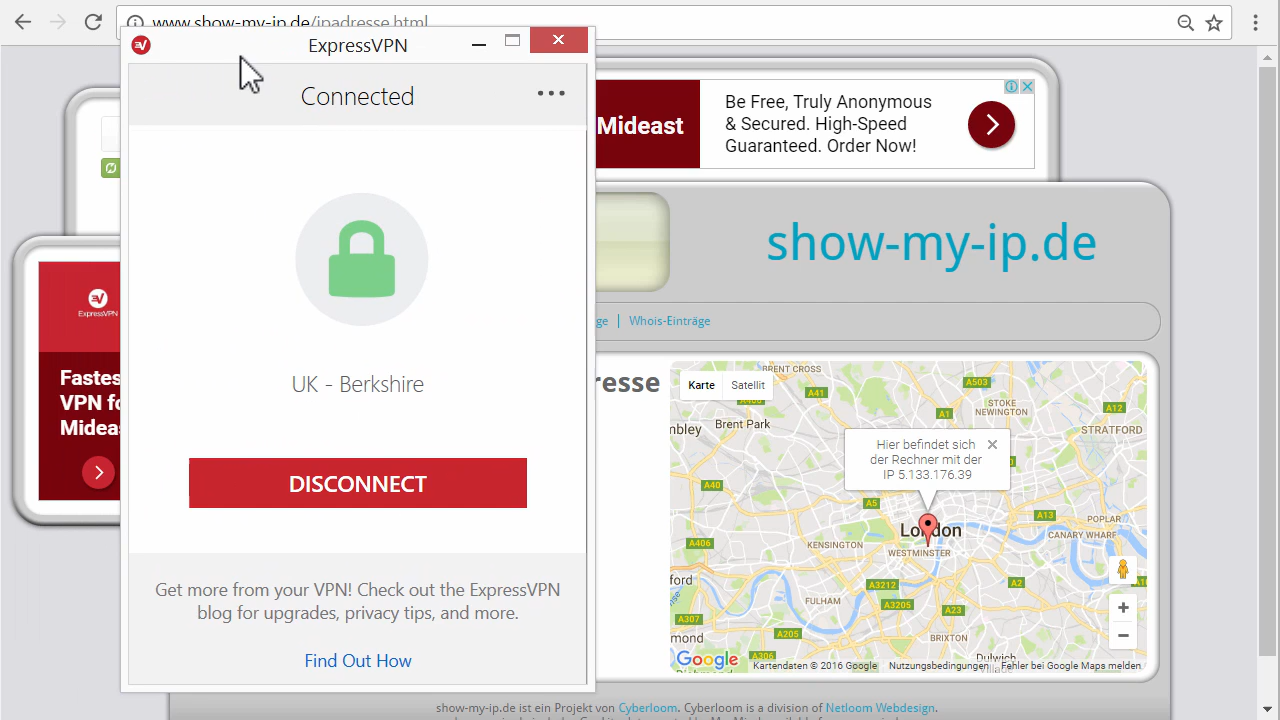 www.show-my-ip.de/ipadresse.html
ExpressVPN
Connected
UK - Berkshire
DISCONNECT
Get more from your VPN! Check out the ExpressVPN
blog for upgrades, privacy tips, and more.
Find Out How
Mideast
Be Free, Truly Anonymous
& Secured. High-Speed
Guaranteed. Order Now!
show-my-ip.de
ge | Whois-Einträge
ExpressVPN
Fastes
VPN fo
Mideas
resse
Karte
Satellit
Hier befindet sich
der Rechner mit der
IP 5.133.176.39
BRENT CROSS
A503
STOKE
NEWINGTON
A41
A1
A12
mbley
Brent Park
STRATFORD
A40
A5
A13
POPLAR
London
A406
KENSINGTON
WESTMINSTER
CANARY WHARF
ford
A3212
A2
FULHAM
A3205
A23
A307
mond
A205
BRIXTON
A306
Dulwich
Google
Kartendaten © 2016 Google
Nutzungsbedingungen
Fehler bei Google Maps melden
show-my-ip.de ist ein Projekt von Cyberloom. Cyberloom is a division of Netloom Webdesign.